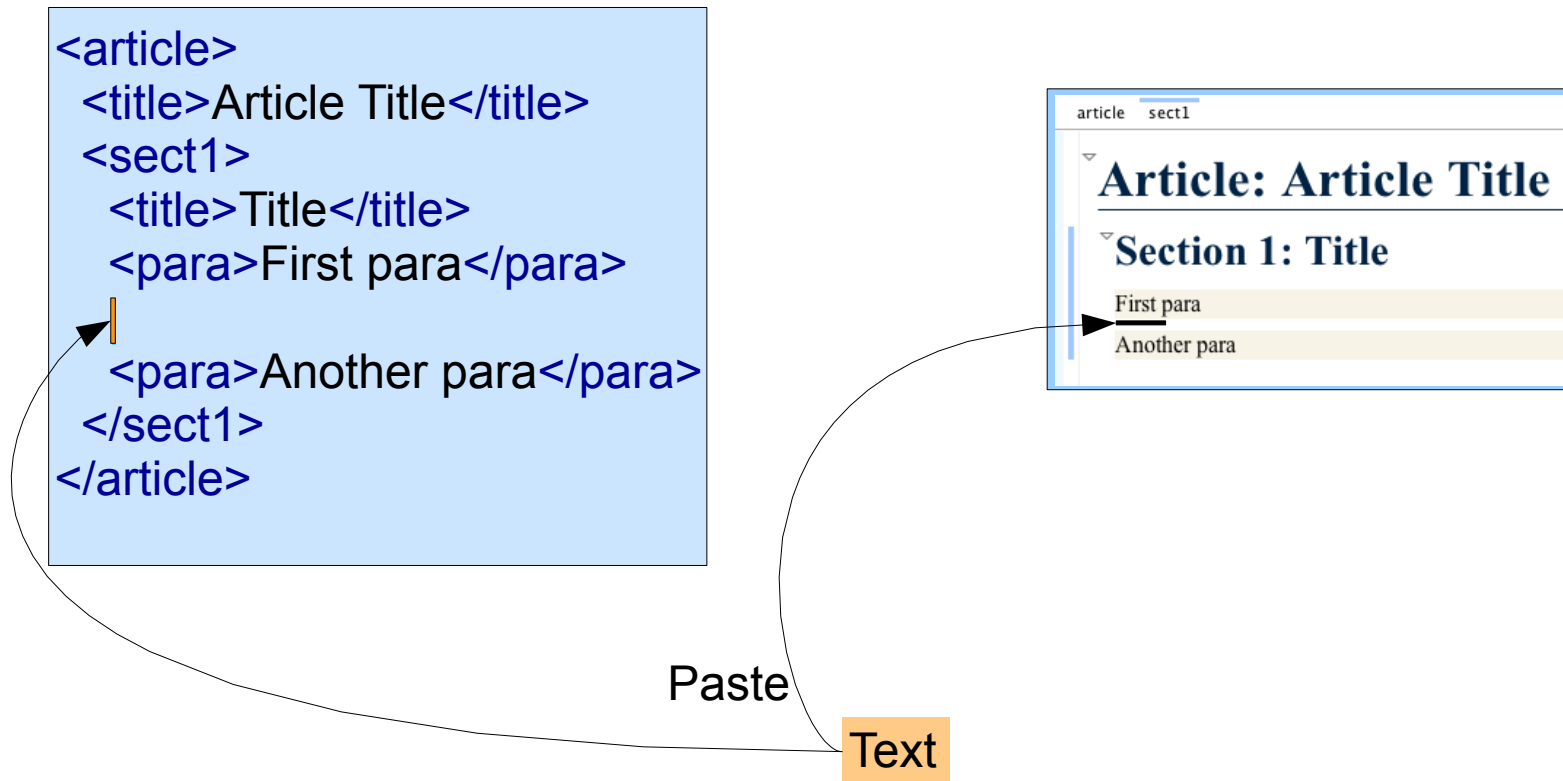 <article>
<title>Article Title</title>
<sect1>
<title>Title</title>
<para>First para</para>
<para>Another para</para>
</sect1>
</article>
article sect1
Article: Article Title
Section 1: Title
First para
Another para
Paste
Text